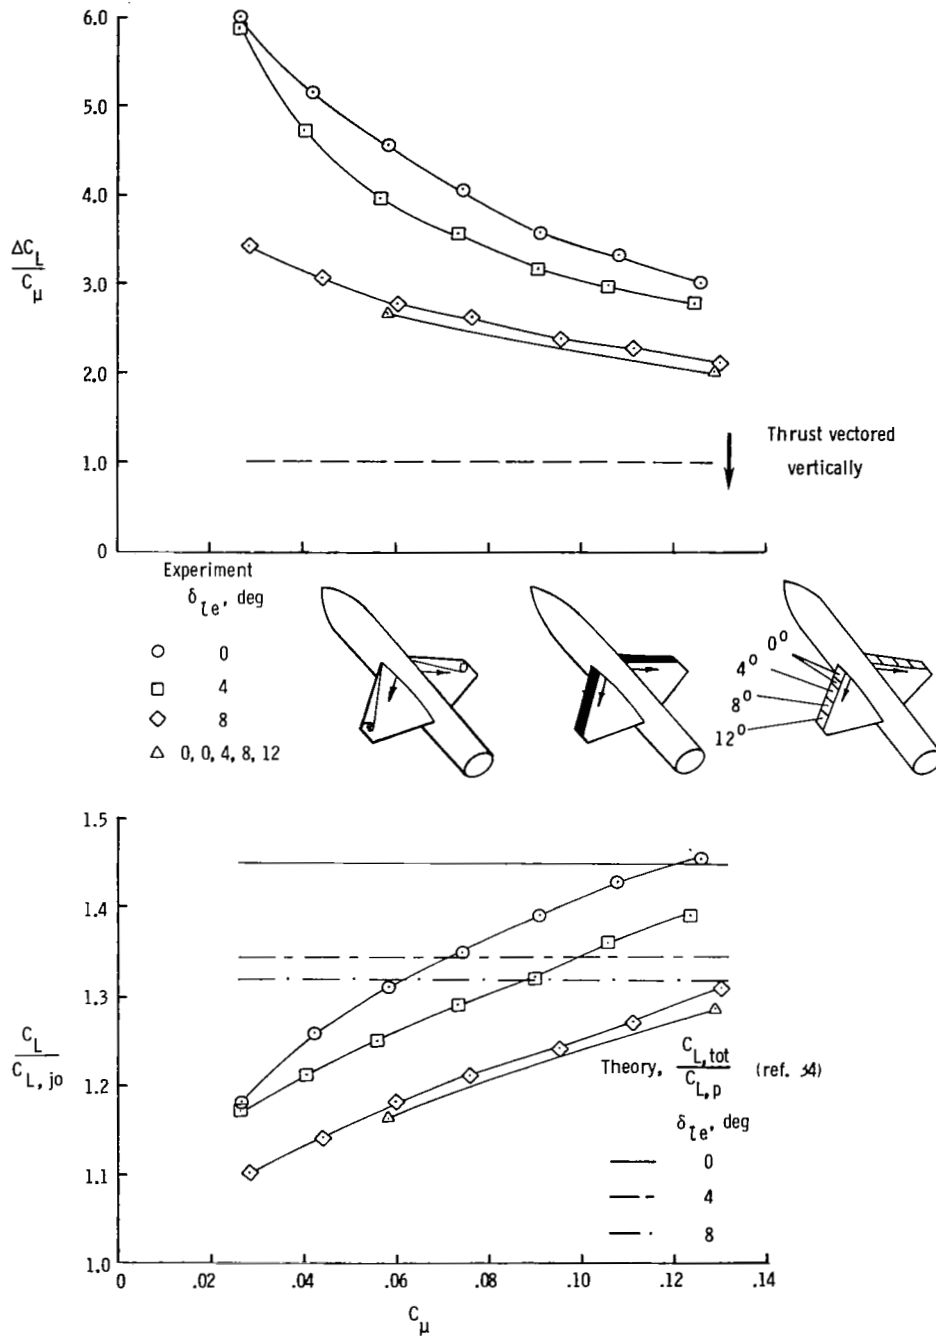 6.0
5.0
4.0
3.0
2.0
1.0
0
ΔC_L
C_μ
Thrust vectored
vertically
Experiment
δ_le, deg
0
4
8
0, 0, 4, 8, 12
0°
4°
8°
12°
1.5
1.4
1.3
1.2
1.1
1.0
C_L
C_L, jo
Theory, C_L, tot / C_L, p (ref. 34)
δ_le, deg
0
4
8
0 .02 .04 .06 .08 .10 .12 .14
C_μ